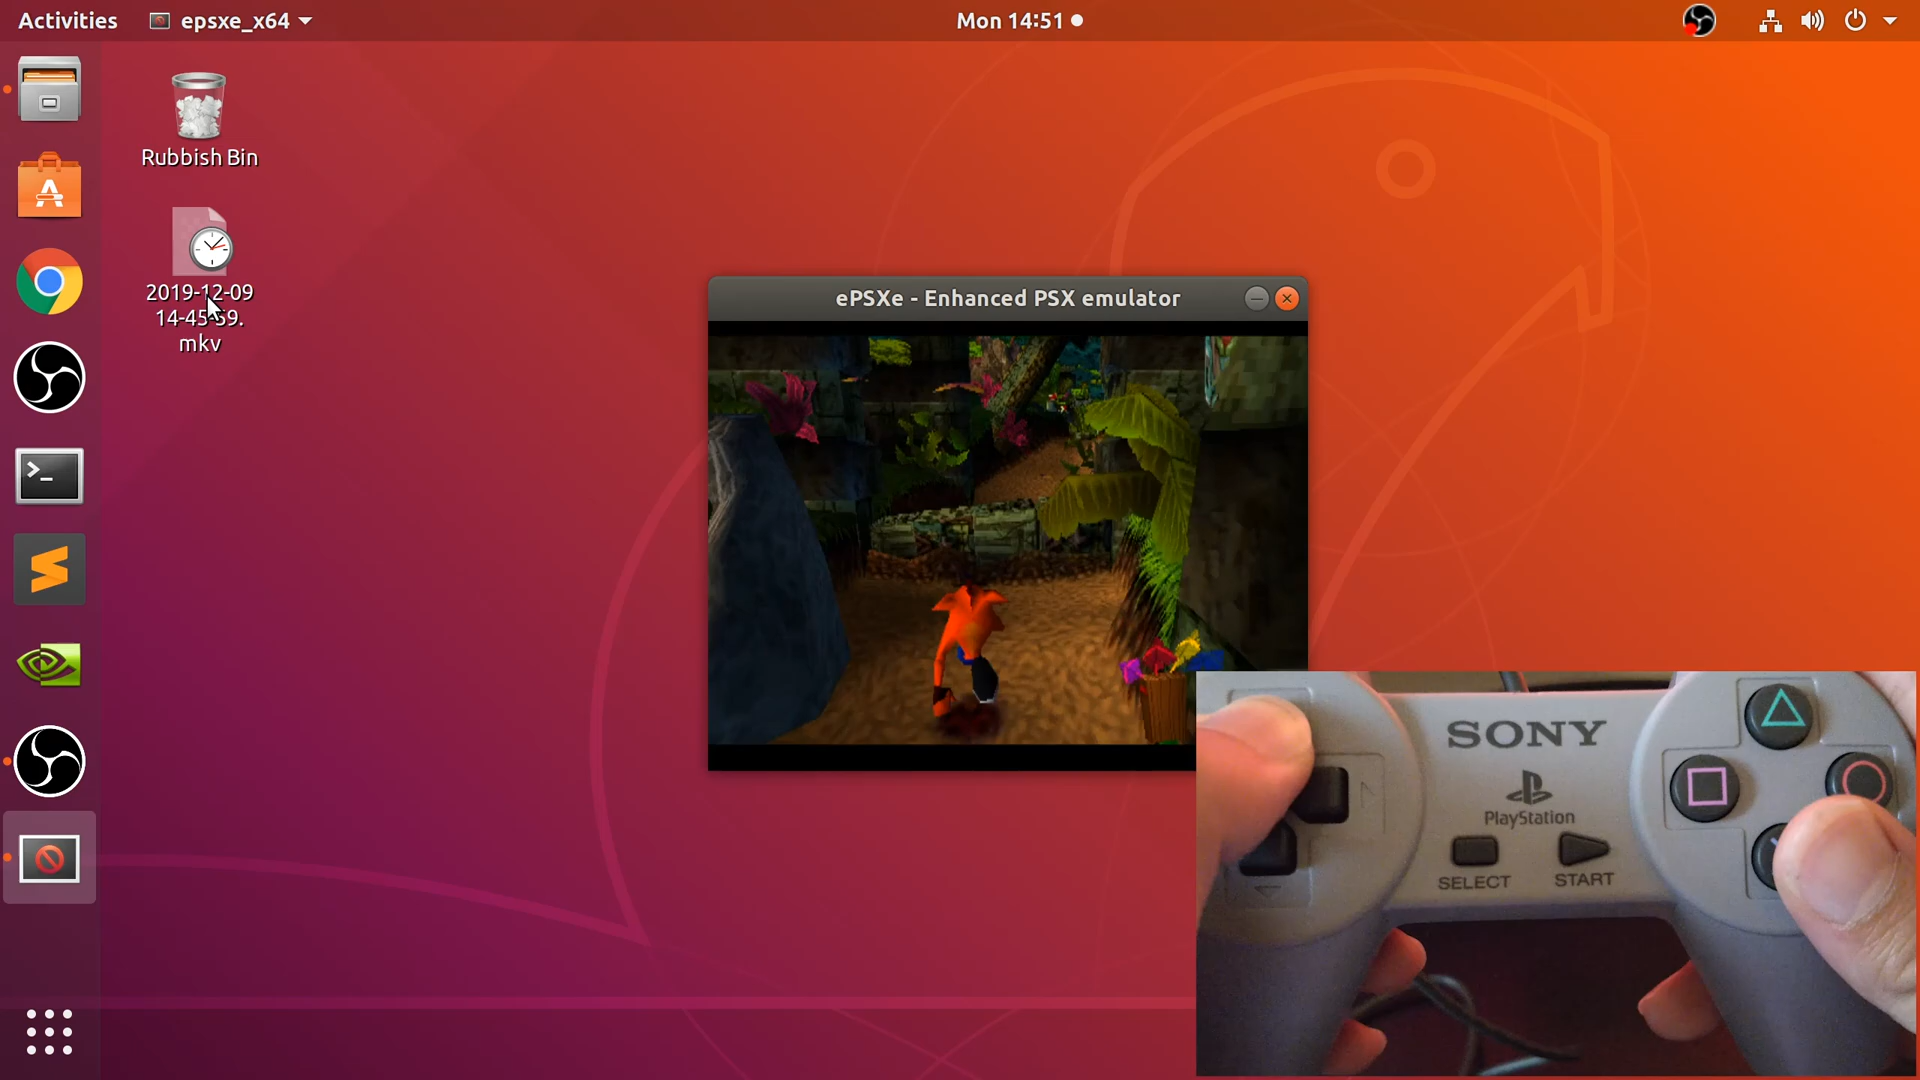 Activities
epsxe_x64
Mon 14:51
Rubbish Bin
2019-12-09
14-45-59.
mkv
ePSXe - Enhanced PSX emulator
SONY
PlayStation
SELECT
START